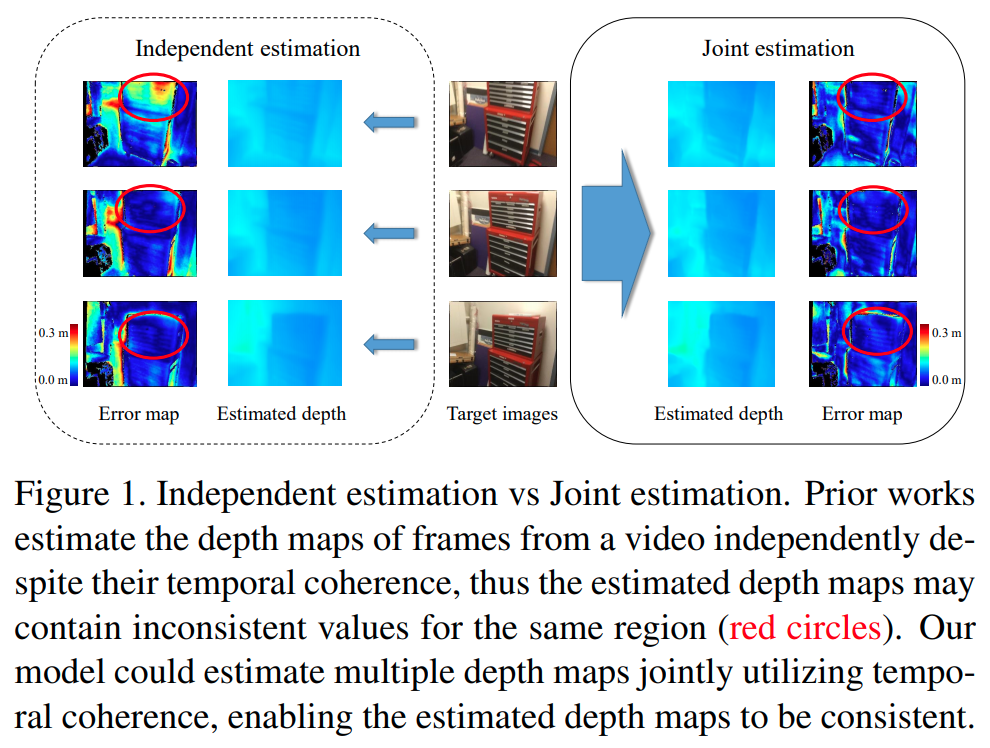 Independent estimation
Joint estimation
0.3 m
0.0 m
0.3 m
0.0 m
Error map
Estimated depth
Target images
Estimated depth
Error map
Figure 1. Independent estimation vs Joint estimation. Prior works
estimate the depth maps of frames from a video independently de-
spite their temporal coherence, thus the estimated depth maps may
contain inconsistent values for the same region (red circles). Our
model could estimate multiple depth maps jointly utilizing tempo-
ral coherence, enabling the estimated depth maps to be consistent.